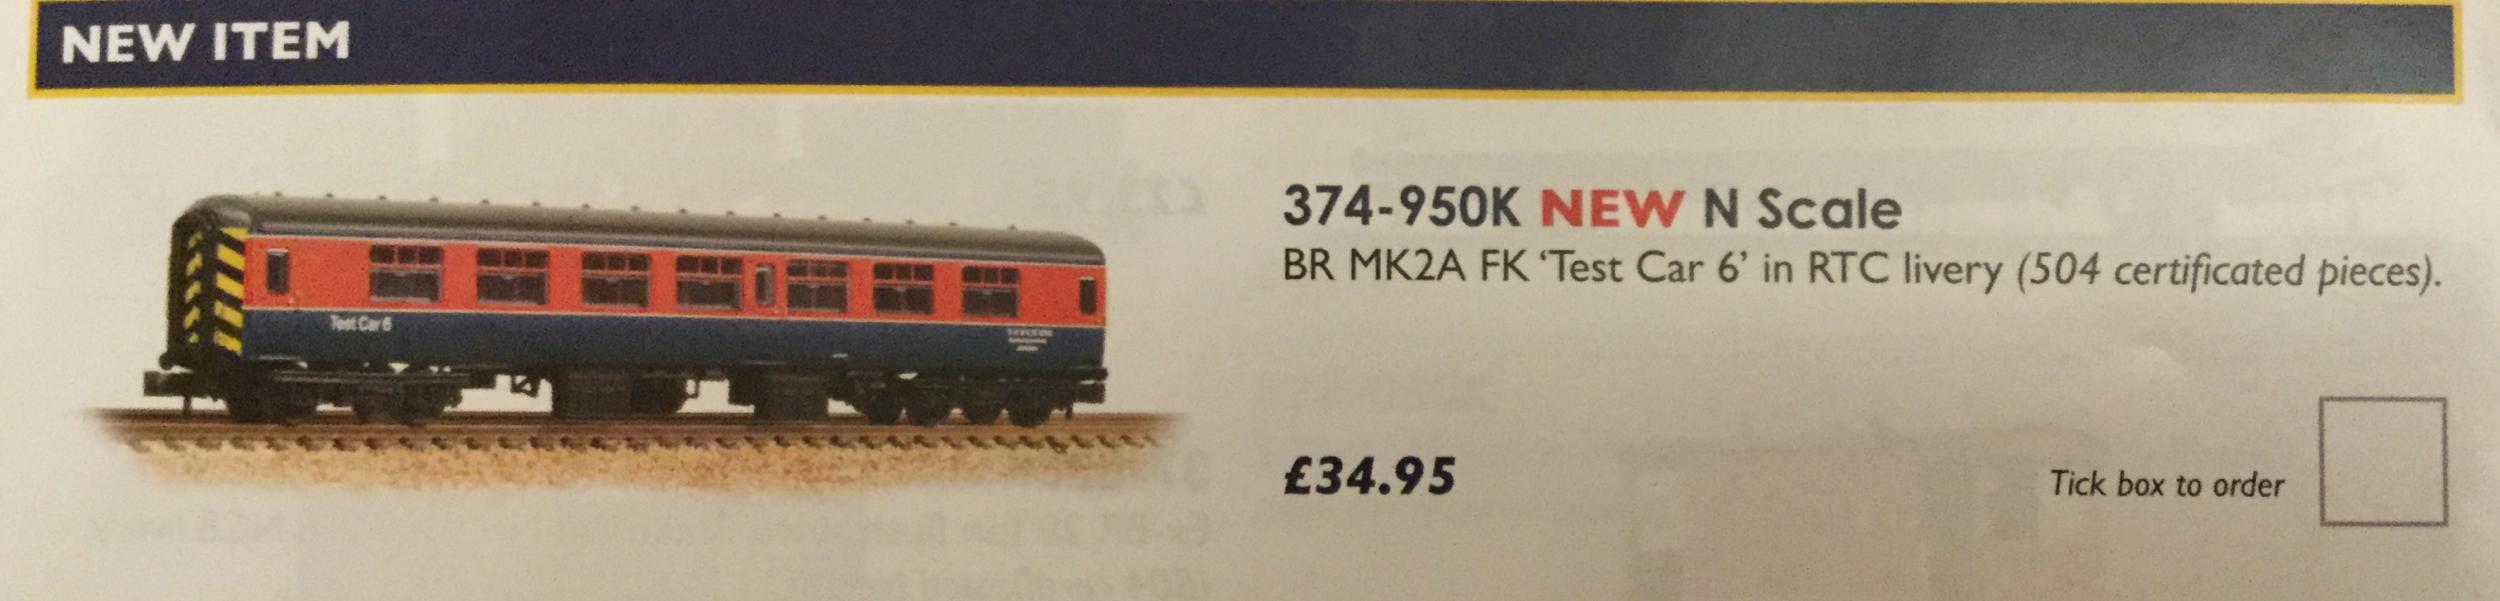 NEW ITEM
374-950K NEW N Scale
BR MK2A FK ‘Test Car 6’ in RTC livery (504 certificated pieces).
Test Car 6
£34.95
Tick box to order